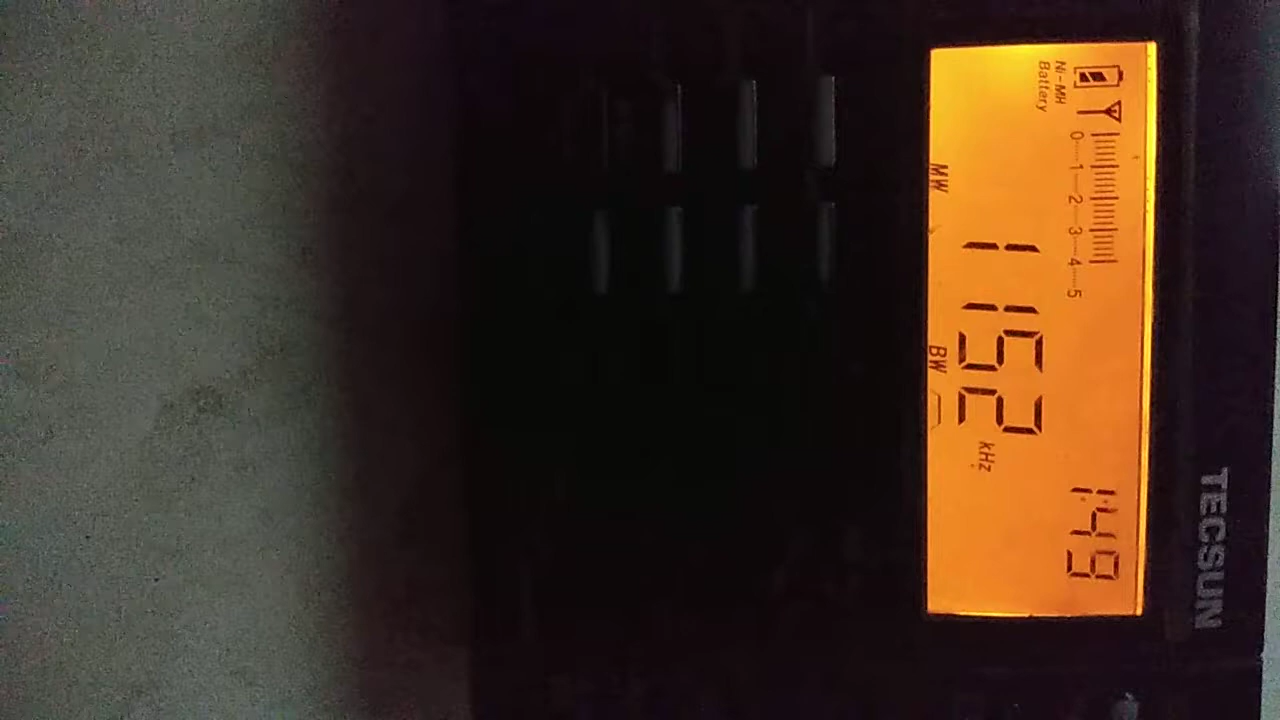 TECSUN
0 1 2 3 4 5
1:49
Ni-MH
Battery
1152 kHz
MW BW